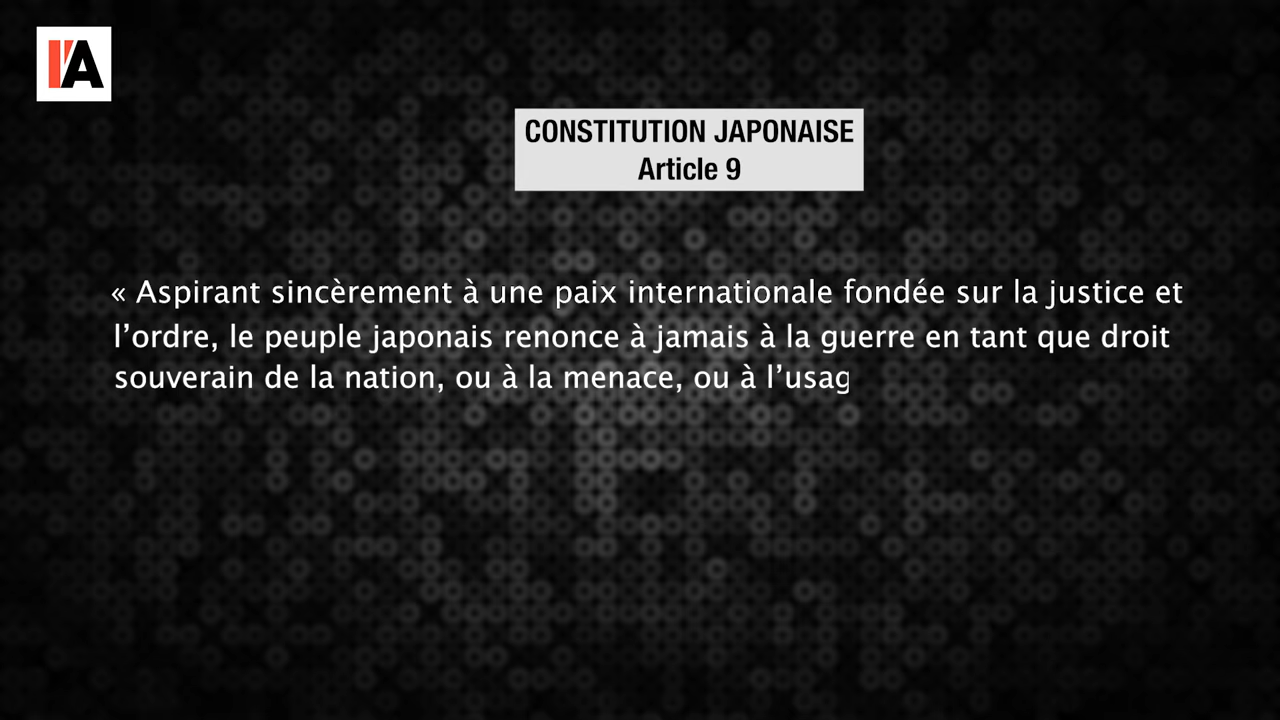 l'A
CONSTITUTION JAPONAISE
Article 9
« Aspirant sincèrement à une paix internationale fondée sur la justice et
l’ordre, le peuple japonais renonce à jamais à la guerre en tant que droit
souverain de la nation, ou à la menace, ou à l’usag